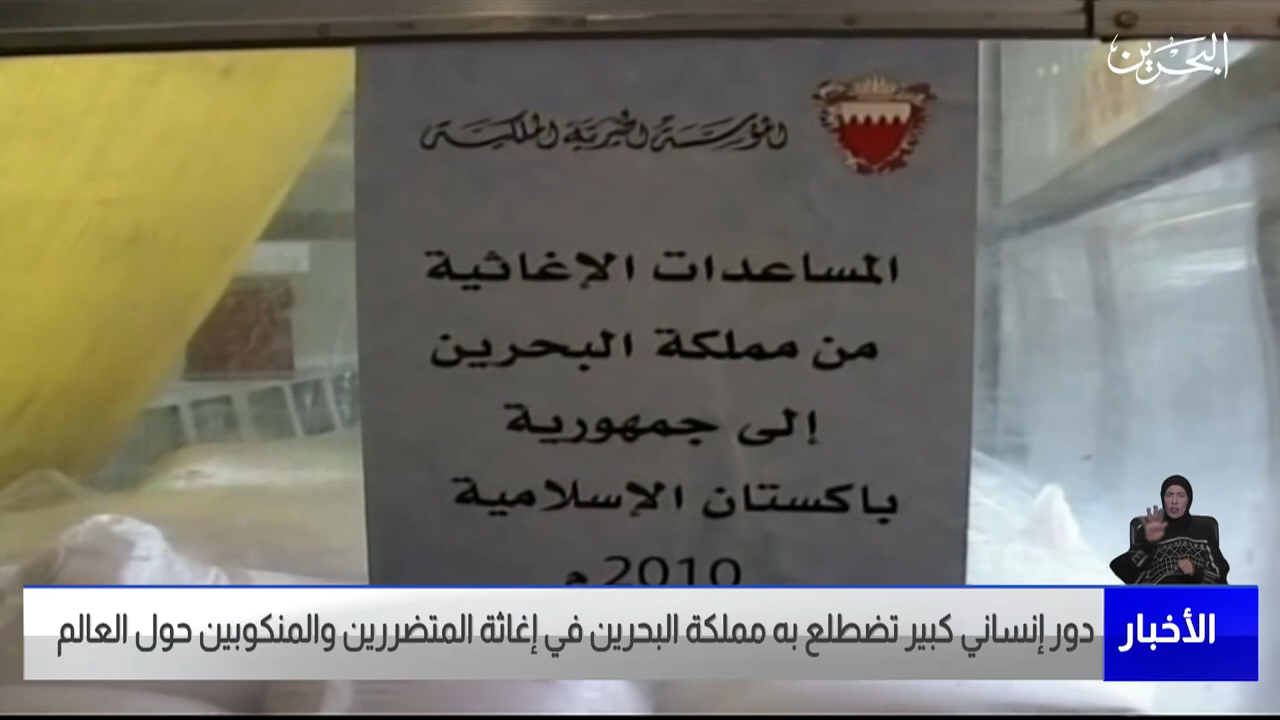 البحرين
المؤسسة الخيرية الملكية
المساعدات الإغاثية
من مملكة البحرين
إلى جمهورية
باكستان الإسلامية
2010 م
الأخبار
دور إنساني كبير تضطلع به مملكة البحرين في إغاثة المتضررين والمنكوبين حول العالم